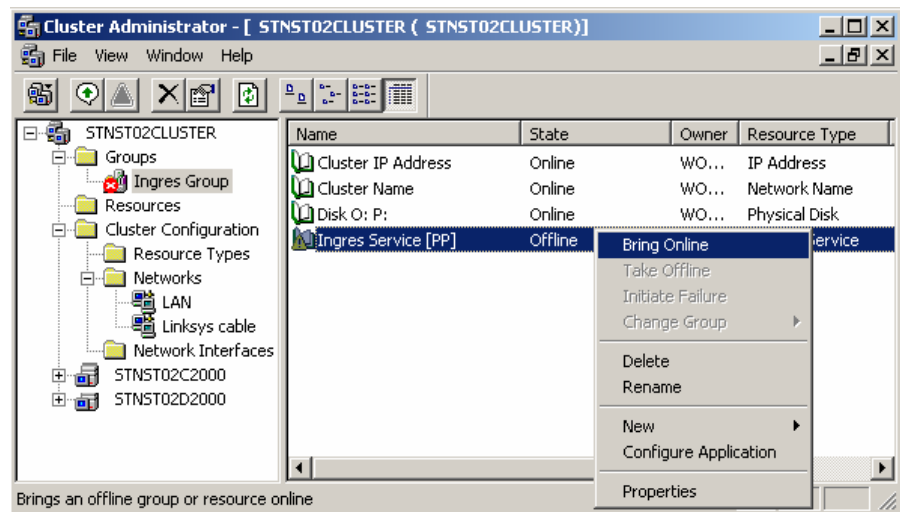 Cluster Administrator - [ STNST02CLUSTER ( STNST02CLUSTER)]
File View Window Help
STNST02CLUSTER
Groups
Ingres Group
Resources
Cluster Configuration
Resource Types
Networks
LAN
Linksys cable
Network Interfaces
STNST02C2000
STNST02D2000
Name State Owner Resource Type
Cluster IP Address Online WO... IP Address
Cluster Name Online WO... Network Name
Disk O: P: Online WO... Physical Disk
Ingres Service [PP] Offline Service
Bring Online
Take Offline
Initiate Failure
Change Group
Delete
Rename
New
Configure Application
Properties
Brings an offline group or resource online